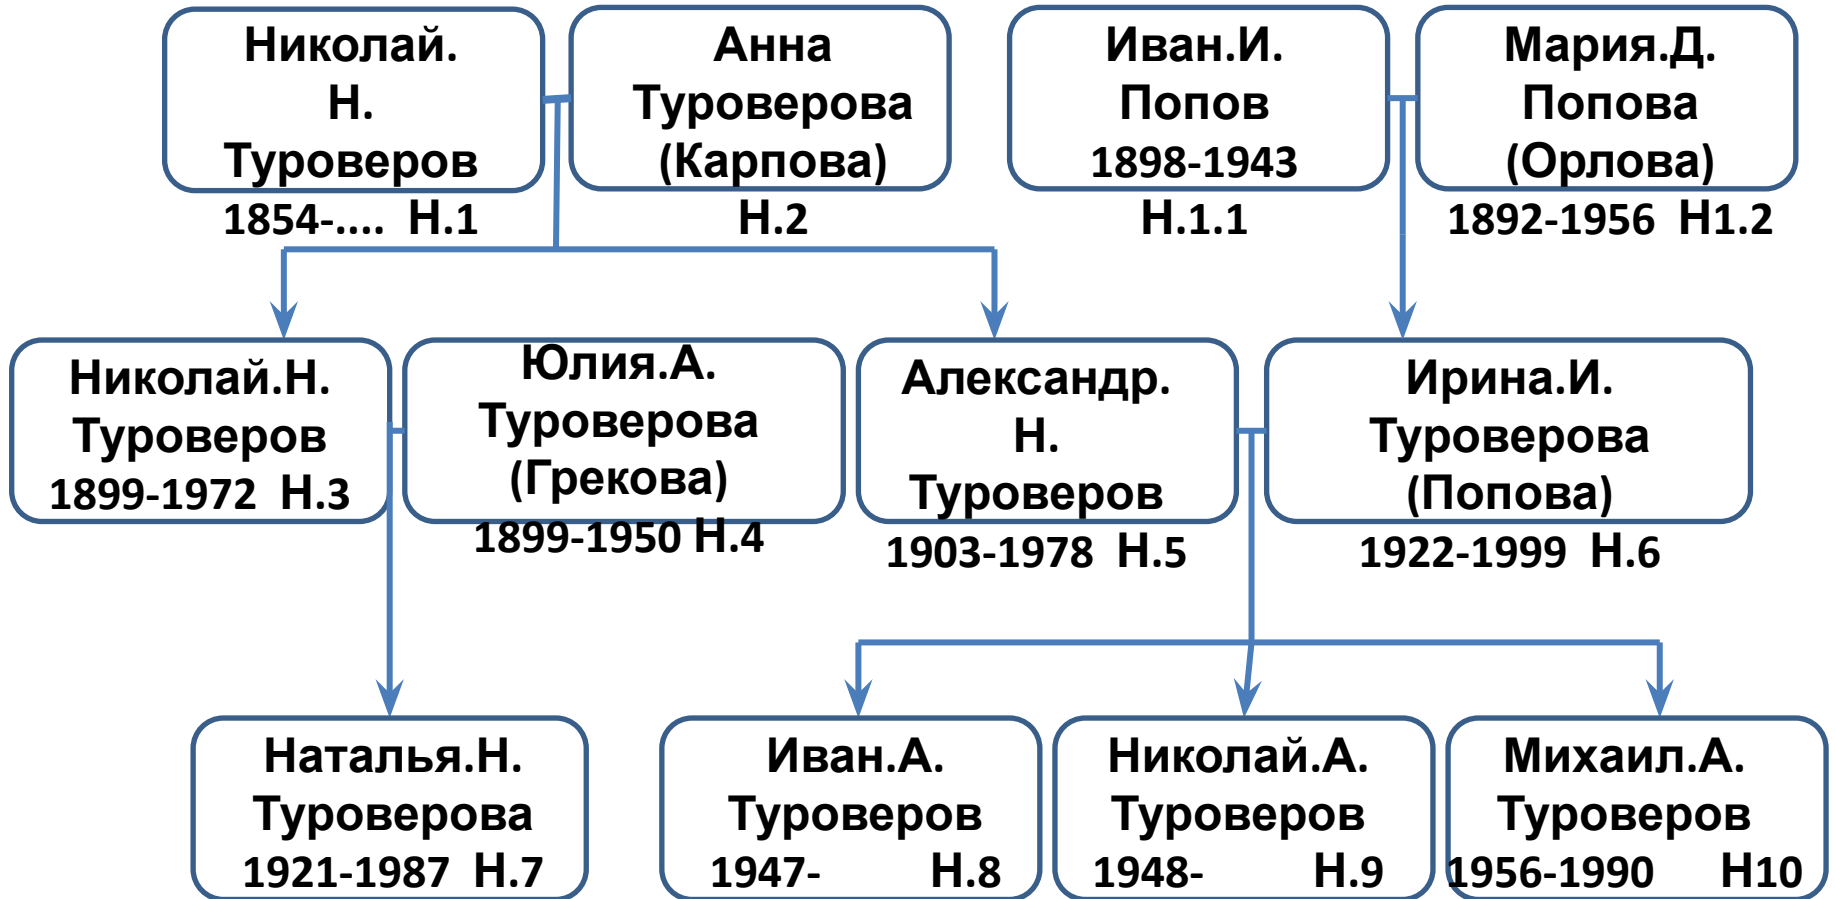 Николай.
Н.
Туроверов
1854-.... Н.1
Анна
Туроверова
(Карпова)
Н.2
Иван.И.
Попов
1898-1943
Н.1.1
Мария.Д.
Попова
(Орлова)
1892-1956 Н1.2
Николай.Н.
Туроверов
1899-1972 Н.3
Юлия.А.
Туроверова
(Грекова)
1899-1950 Н.4
Александр.
Н.
Туроверов
1903-1978 Н.5
Ирина.И.
Туроверова
(Попова)
1922-1999 Н.6
Наталья.Н.
Туроверова
1921-1987 Н.7
Иван.А.
Туроверов
1947- Н.8
Николай.А.
Туроверов
1948- Н.9
Михаил.А.
Туроверов
1956-1990 Н10